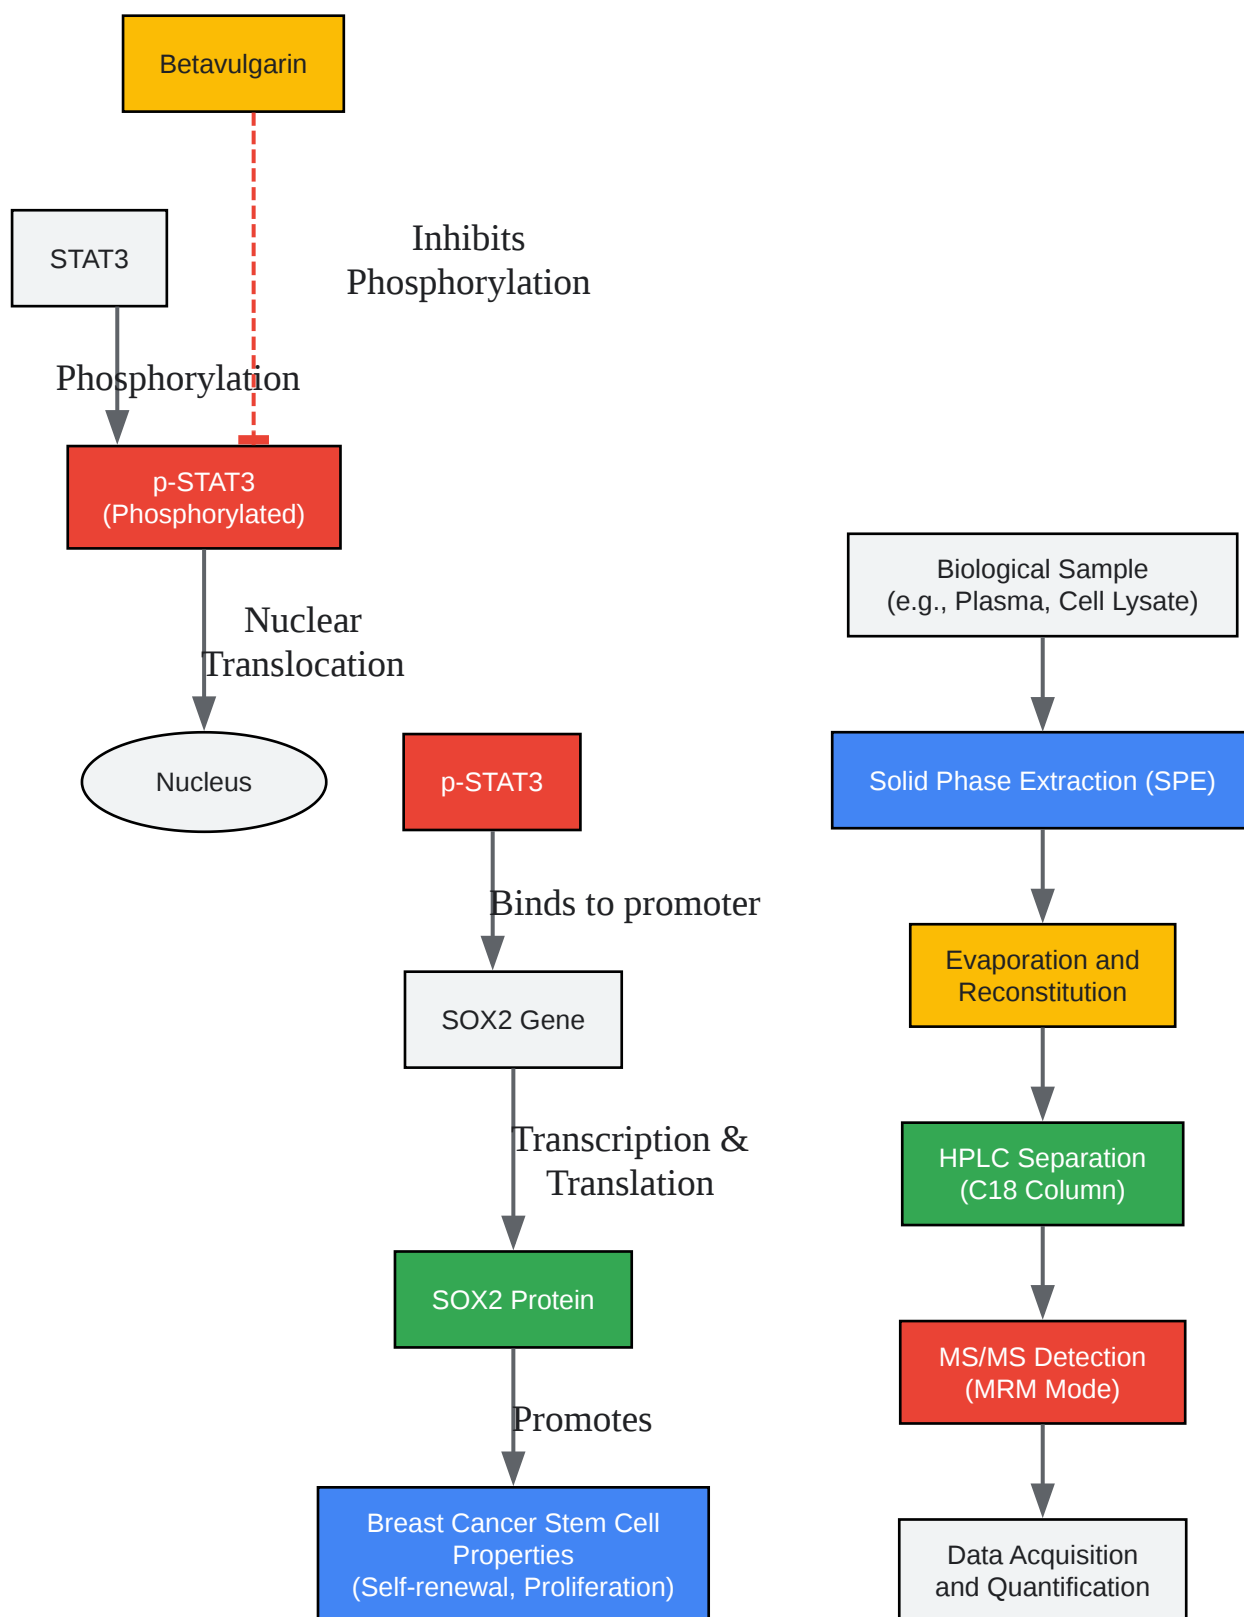 Betavulgarin
STAT3
Inhibits
Phosphorylation
Phosphorylation
p-STAT3
(Phosphorylated)
Nuclear
Translocation
Nucleus
p-STAT3
Binds to promoter
SOX2 Gene
Transcription &
Translation
SOX2 Protein
Promotes
Breast Cancer Stem Cell
Properties
(Self-renewal, Proliferation)
Biological Sample
(e.g., Plasma, Cell Lysate)
Solid Phase Extraction (SPE)
Evaporation and
Reconstitution
HPLC Separation
(C18 Column)
MS/MS Detection
(MRM Mode)
Data Acquisition
and Quantification